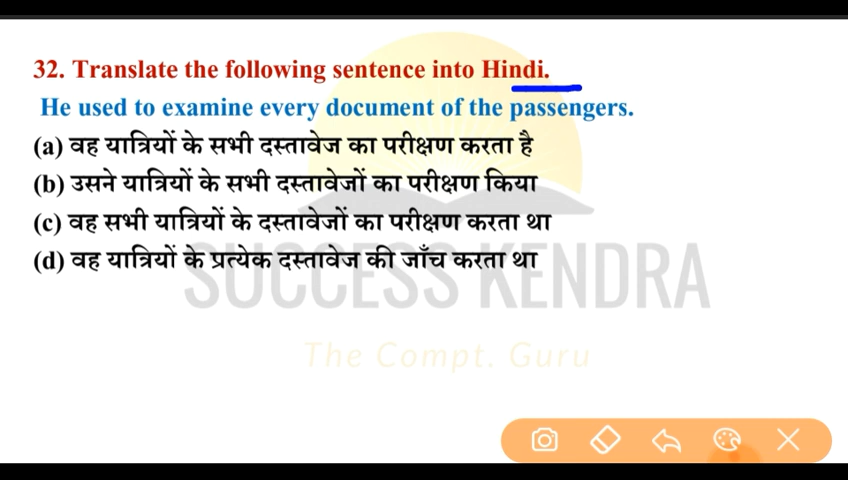 32. Translate the following sentence into Hindi.
He used to examine every document of the passengers.
(a) वह यात्रियों के सभी दस्तावेज का परीक्षण करता है
(b) उसने यात्रियों के सभी दस्तावेजों का परीक्षण किया
(c) वह सभी यात्रियों के दस्तावेजों का परीक्षण करता था
(d) वह यात्रियों के प्रत्येक दस्तावेज की जाँच करता था
SUCCESS KENDRA
The Compt. Guru